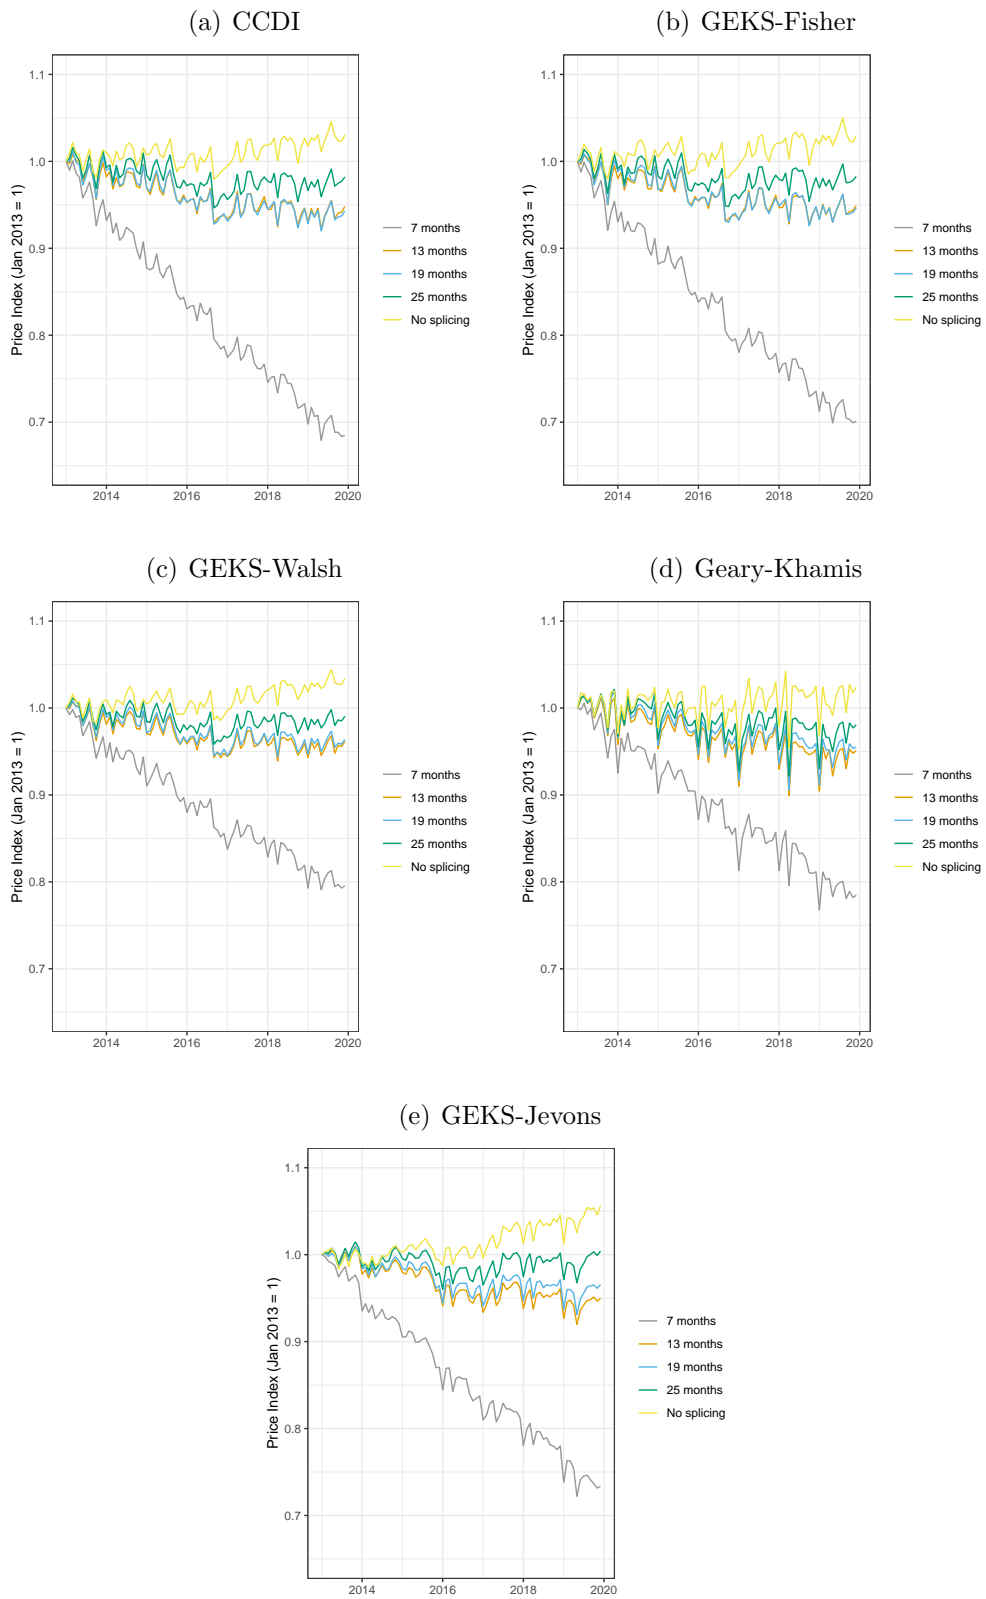 (a) CCDI
Price Index (Jan 2013 = 1)
1.1
1.0
0.9
0.8
0.7
2014 2016 2018 2020
7 months
13 months
19 months
25 months
No splicing
(b) GEKS-Fisher
Price Index (Jan 2013 = 1)
1.1
1.0
0.9
0.8
0.7
2014 2016 2018 2020
7 months
13 months
19 months
25 months
No splicing
(c) GEKS-Walsh
Price Index (Jan 2013 = 1)
1.1
1.0
0.9
0.8
0.7
2014 2016 2018 2020
7 months
13 months
19 months
25 months
No splicing
(d) Geary-Khamis
Price Index (Jan 2013 = 1)
1.1
1.0
0.9
0.8
0.7
2014 2016 2018 2020
7 months
13 months
19 months
25 months
No splicing
(e) GEKS-Jevons
Price Index (Jan 2013 = 1)
1.1
1.0
0.9
0.8
0.7
2014 2016 2018 2020
7 months
13 months
19 months
25 months
No splicing